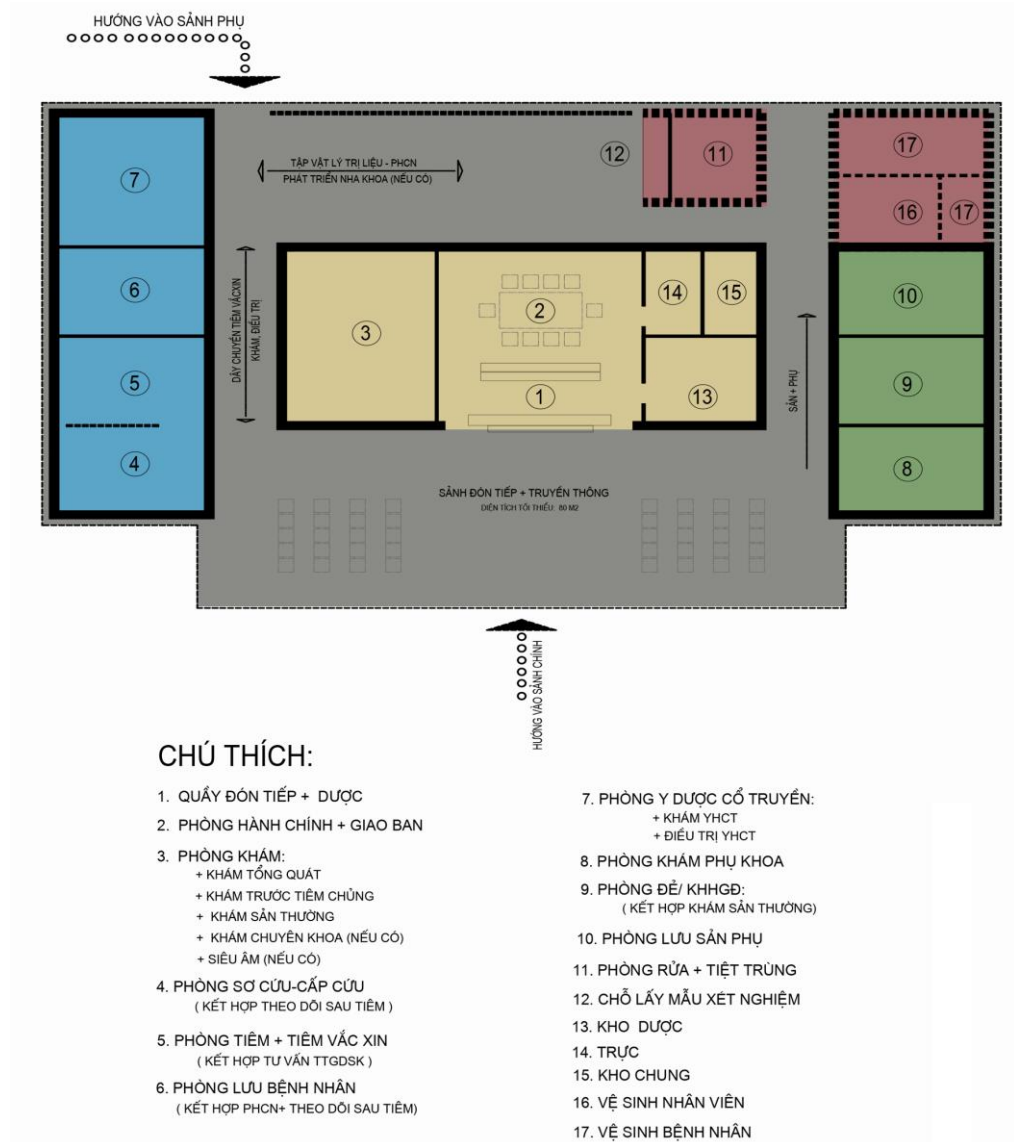 HƯỚNG VÀO SẢNH PHỤ
7
6
5
4
TẬP VẬT LÝ TRỊ LIỆU - PHCN
PHÁT TRIỂN NHA KHOA (NẾU CÓ)
DÂY CHUYỀN TIÊM VẮCXIN
KHÁM, ĐIỀU TRỊ
12
11
17
16
17
3
2
1
14
15
13
SẢN + PHỤ
10
9
8
SẢNH ĐÓN TIẾP + TRUYỀN THÔNG
DIỆN TÍCH TỐI THIỂU: 80 M2
HƯỚNG VÀO SẢNH CHÍNH
CHÚ THÍCH:
1. QUẦY ĐÓN TIẾP + DƯỢC
2. PHÒNG HÀNH CHÍNH + GIAO BAN
3. PHÒNG KHÁM:
+ KHÁM TỔNG QUÁT
+ KHÁM TRƯỚC TIÊM CHỦNG
+ KHÁM SẢN THƯỜNG
+ KHÁM CHUYÊN KHOA (NẾU CÓ)
+ SIÊU ÂM (NẾU CÓ)
4. PHÒNG SƠ CỨU-CẤP CỨU
( KẾT HỢP THEO DÕI SAU TIÊM )
5. PHÒNG TIÊM + TIÊM VẮC XIN
( KẾT HỢP TƯ VẤN TTGDSK )
6. PHÒNG LƯU BỆNH NHÂN
( KẾT HỢP PHCN+ THEO DÕI SAU TIÊM)
7. PHÒNG Y DƯỢC CỔ TRUYỀN:
+ KHÁM YHCT
+ ĐIỀU TRỊ YHCT
8. PHÒNG KHÁM PHỤ KHOA
9. PHÒNG ĐẺ/ KHHGĐ:
( KẾT HỢP KHÁM SẢN THƯỜNG)
10. PHÒNG LƯU SẢN PHỤ
11. PHÒNG RỬA + TIỆT TRÙNG
12. CHỖ LẤY MẪU XÉT NGHIỆM
13. KHO DƯỢC
14. TRỰC
15. KHO CHUNG
16. VỆ SINH NHÂN VIÊN
17. VỆ SINH BỆNH NHÂN